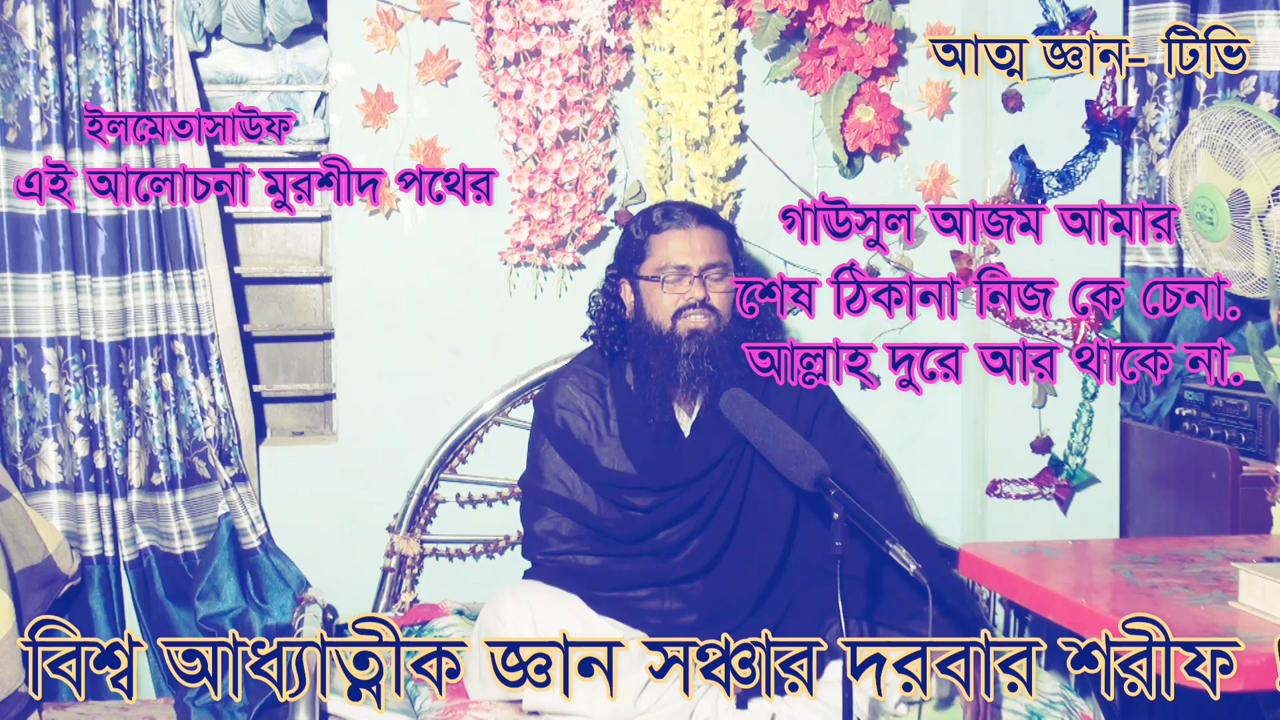 আত্ম জ্ঞান- টিভি
ইলমেতাসাউফ
এই আলোচনা মুরশীদ পথের
গাউসুল আজম আমার
শেষ ঠিকানা নিজ কে চেনা.
আল্লাহ দুরে আর থাকে না.
বিশ্ব আধ্যাত্নীক জ্ঞান সঞ্চার দরবার শরীফ !